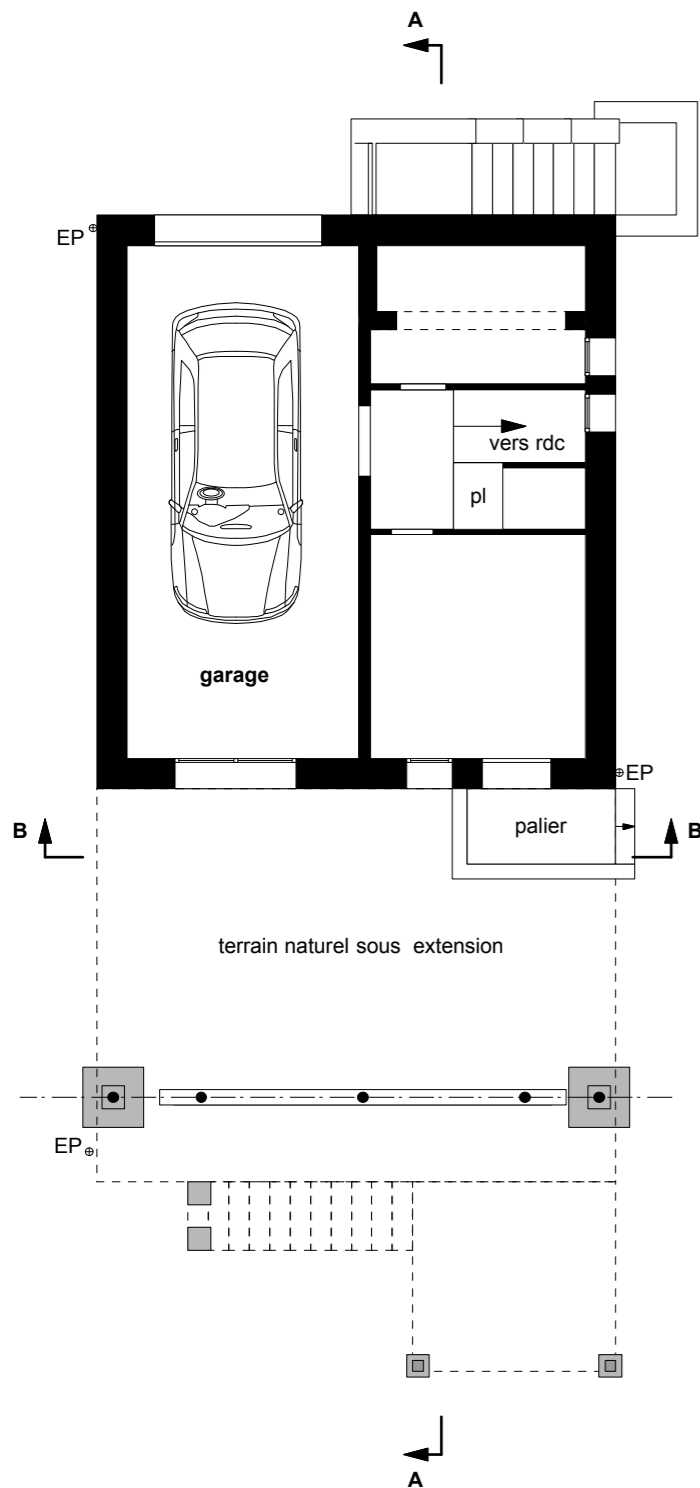 A
EP
vers rdc
pl
garage
EP
palier
B
B
terrain naturel sous extension
EP
A